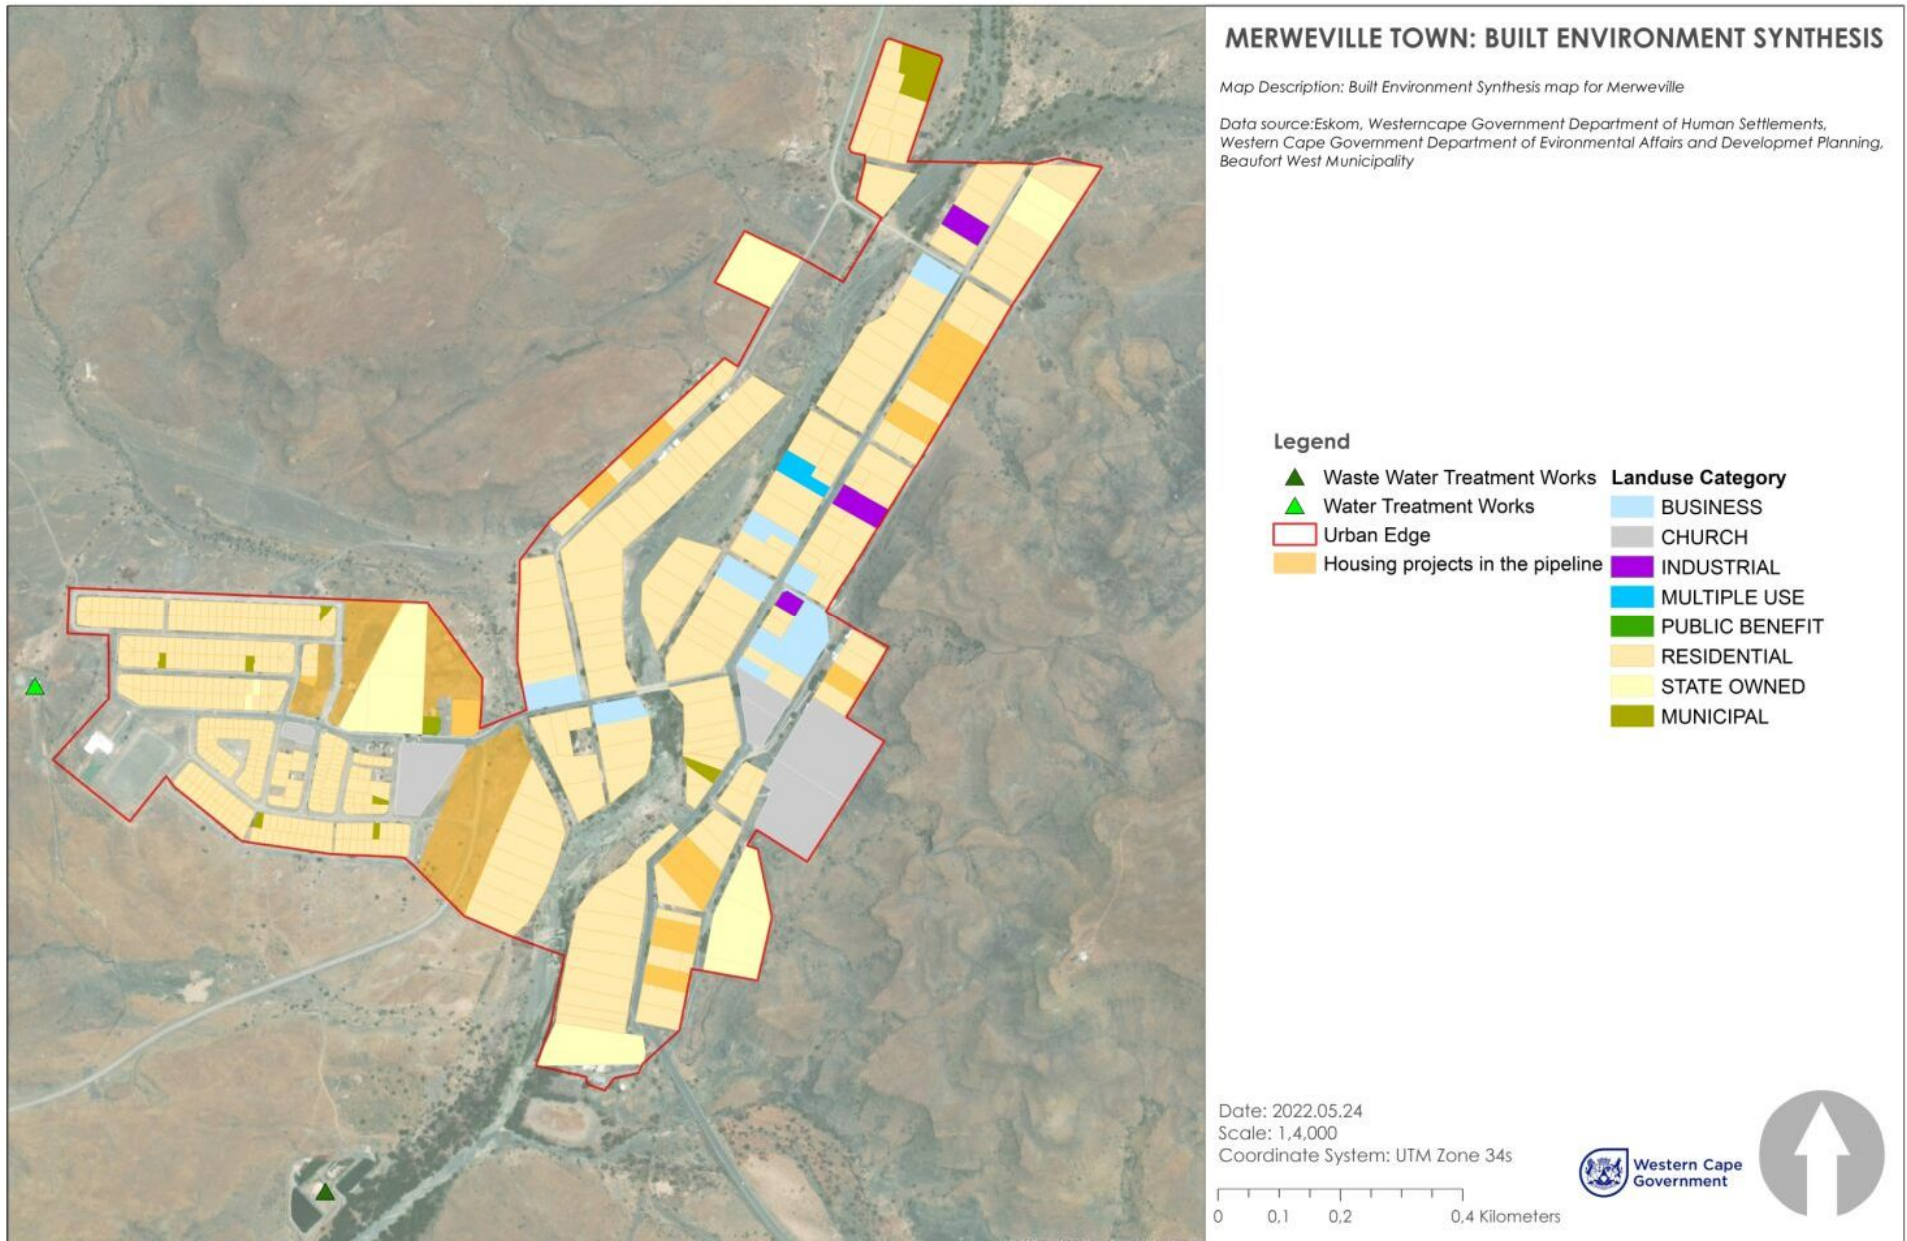 MERWEVILLE TOWN: BUILT ENVIRONMENT SYNTHESIS
Map Description: Built Environment Synthesis map for Merweville
Data source:Eskom, Westerncape Government Department of Human Settlements,
Western Cape Government Department of Evironmental Affairs and Developmet Planning,
Beaufort West Municipality
Legend
Waste Water Treatment Works
Water Treatment Works
Urban Edge
Housing projects in the pipeline
Landuse Category
BUSINESS
CHURCH
INDUSTRIAL
MULTIPLE USE
PUBLIC BENEFIT
RESIDENTIAL
STATE OWNED
MUNICIPAL
Date: 2022.05.24
Scale: 1,4,000
Coordinate System: UTM Zone 34s
0 0,1 0,2 0,4 Kilometers
Western Cape
Government